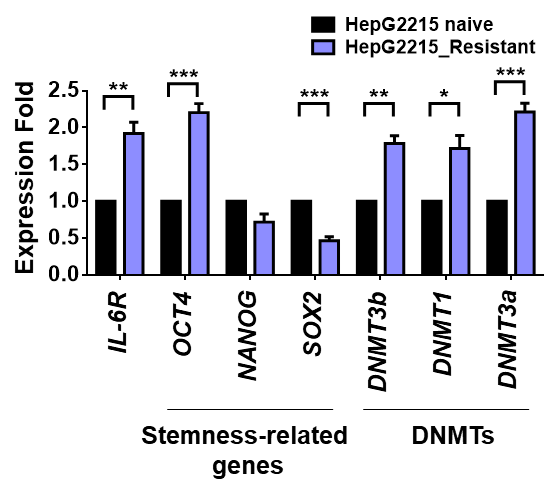 HepG2215 naive
HepG2215_Resistant
Expression Fold
2.5
2.0
1.5
1.0
0.5
0.0
**
***
***
**
*
***
IL-6R
OCT4
NANOG
SOX2
DNMT3b
DNMT1
DNMT3a
Stemness-related
genes
DNMTs